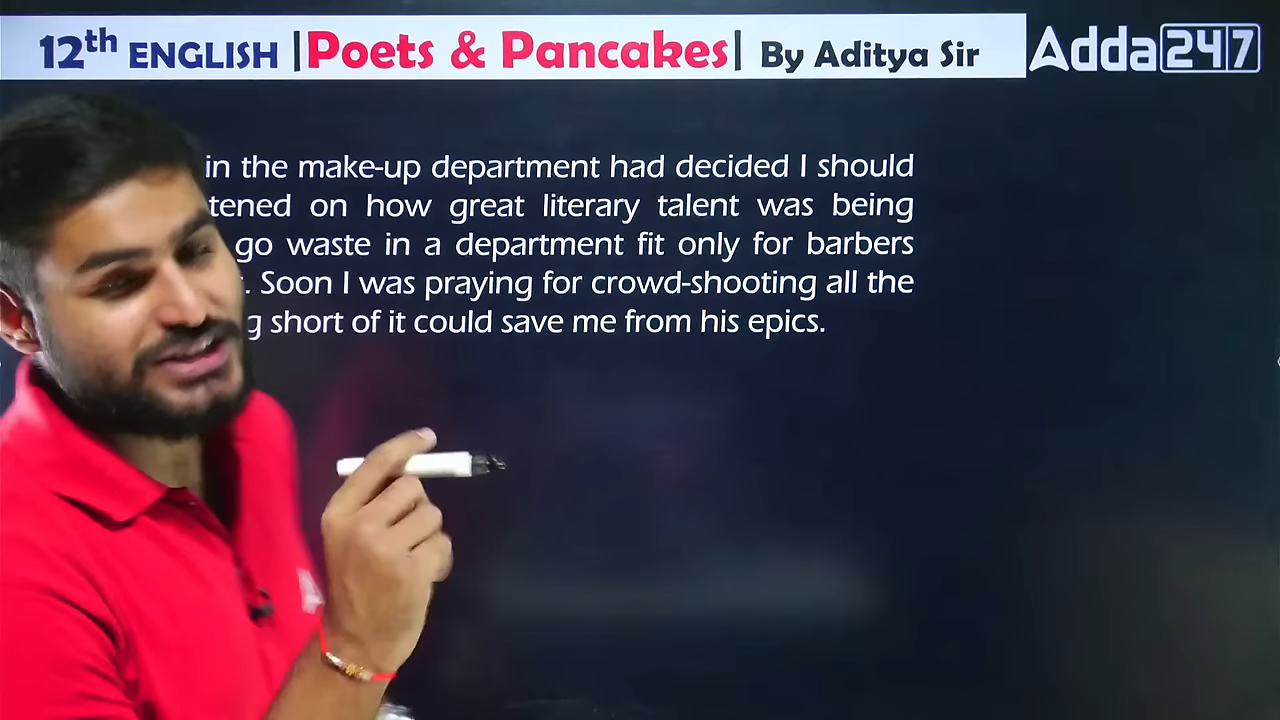 12th ENGLISH |Poets & Pancakes| By Aditya Sir
Adda247
in the make-up department had decided I should
tened on how great literary talent was being
go waste in a department fit only for barbers
. Soon I was praying for crowd-shooting all the
g short of it could save me from his epics.